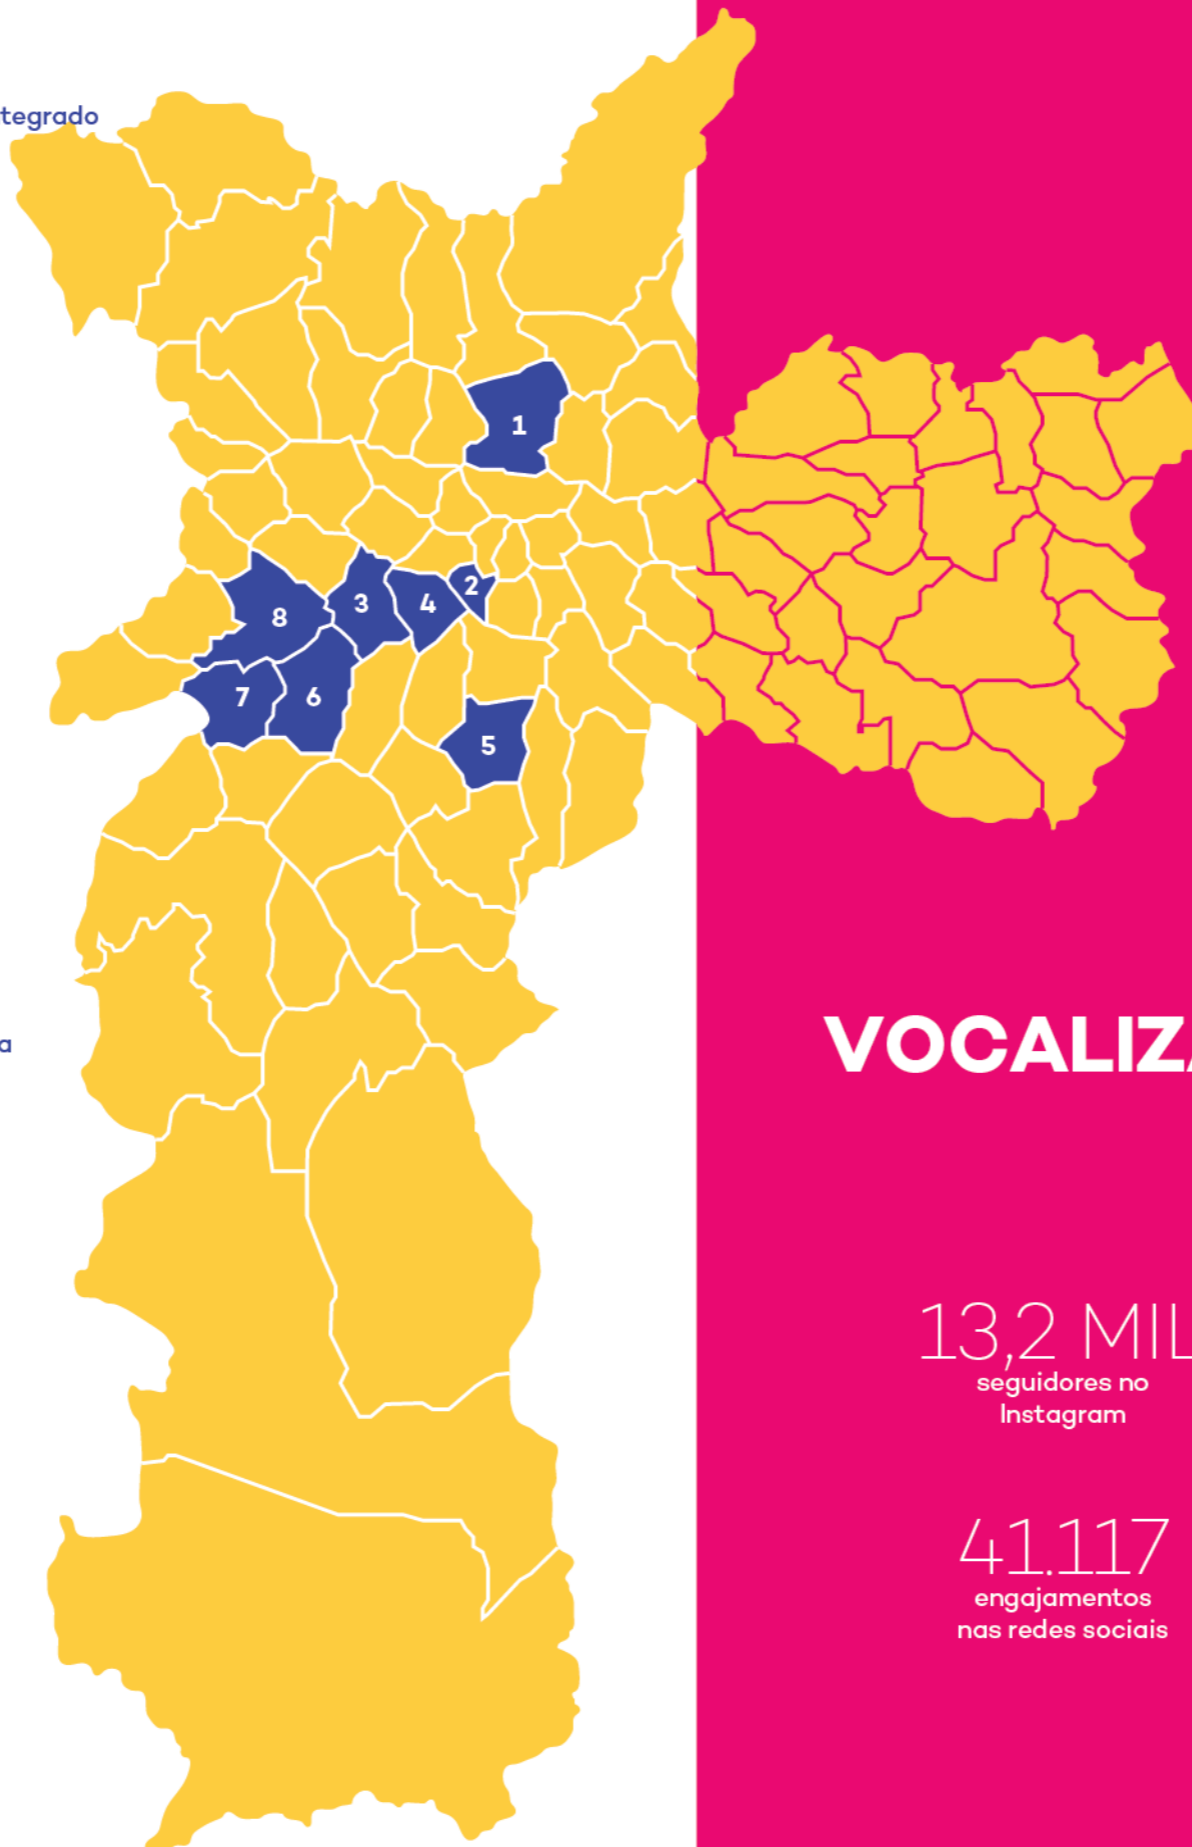 tegrado
1
2
3
4
8
7
6
5
a
VOCALIZA
13,2 MIL
seguidores no
Instagram
41.117
engajamentos
nas redes sociais